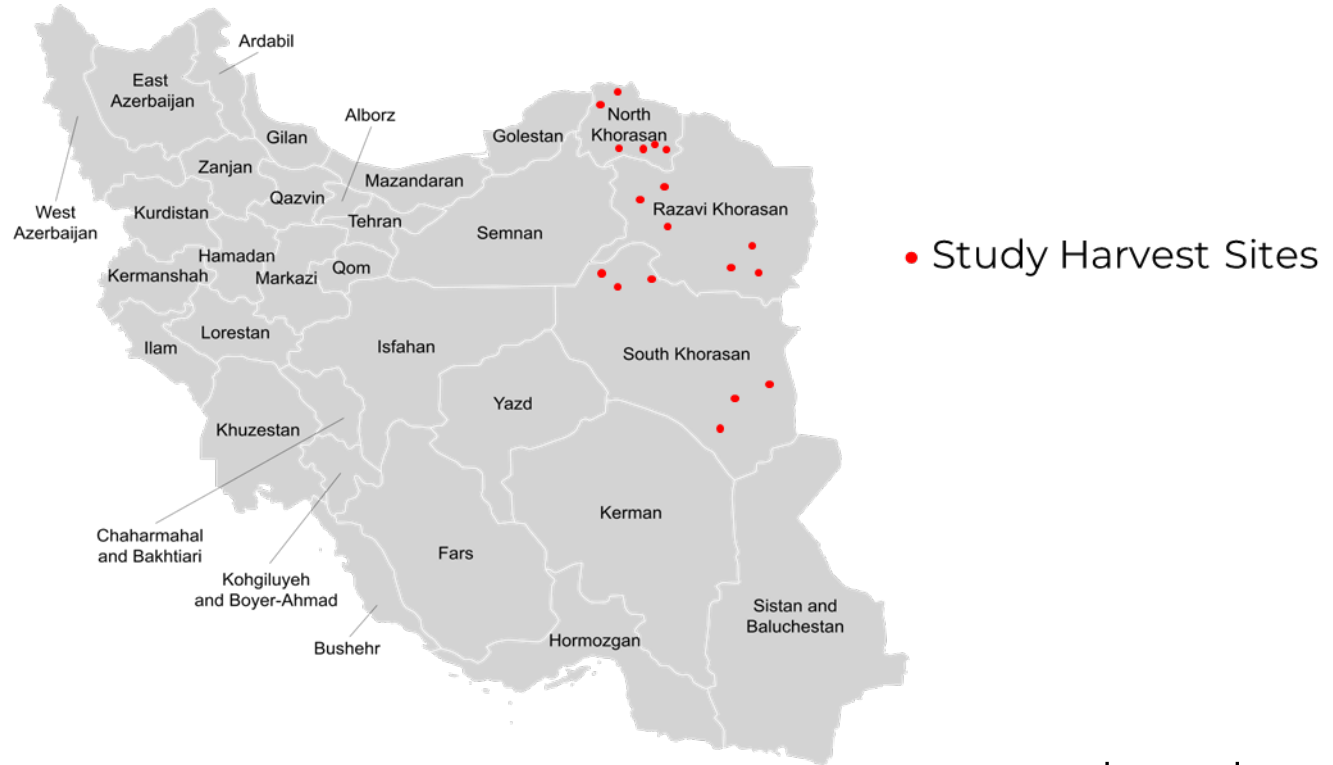 Ardabil
East
Azerbaijan
Alborz
North
Khorasan
Golestan
Gilan
Zanjan
Mazandaran
Qazvin
West
Azerbaijan
Kurdistan
Tehran
Razavi Khorasan
Semnan
Hamadan
Qom
Kermanshah
Markazi
Study Harvest Sites
Lorestan
Ilam
Isfahan
South Khorasan
Yazd
Khuzestan
Kerman
Chaharmahal
and Bakhtiari
Fars
Kohgiluyeh
and Boyer-Ahmad
Sistan and
Baluchestan
Bushehr
Hormozgan